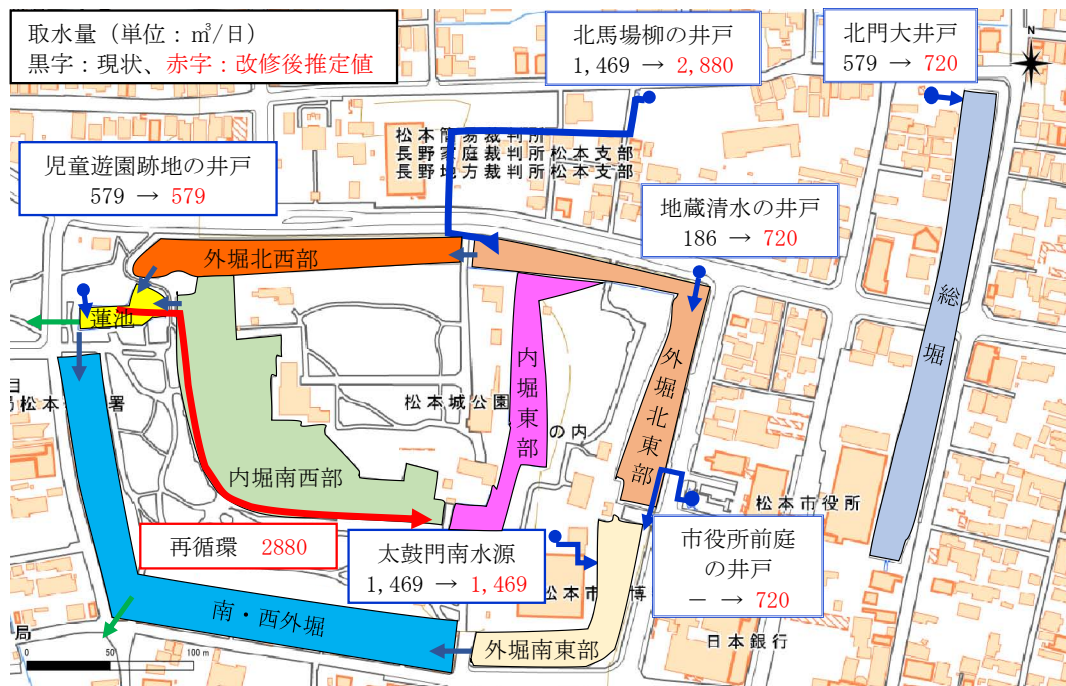 取水量（単位：㎥/日）
黒字：現状、赤字：改修後推定値
北馬場柳の井戸
1,469 → 2,880
北門大井戸
579 → 720
N
松本簡易裁判所
長野家庭裁判所松本支部
長野地方裁判所松本支部
児童遊園跡地の井戸
579 → 579
地蔵清水の井戸
186 → 720
外堀北西部
蓮池
総堀
内堀東部
外堀北東部
松本城公園
の内
目
局松本
署
内堀南西部
松本市役所
再循環 2880
太鼓門南水源
1,469 → 1,469
市役所前庭
の井戸
－ → 720
松本市
博
南・西外堀
外堀南東部
日本銀行
局
0 50 100 m